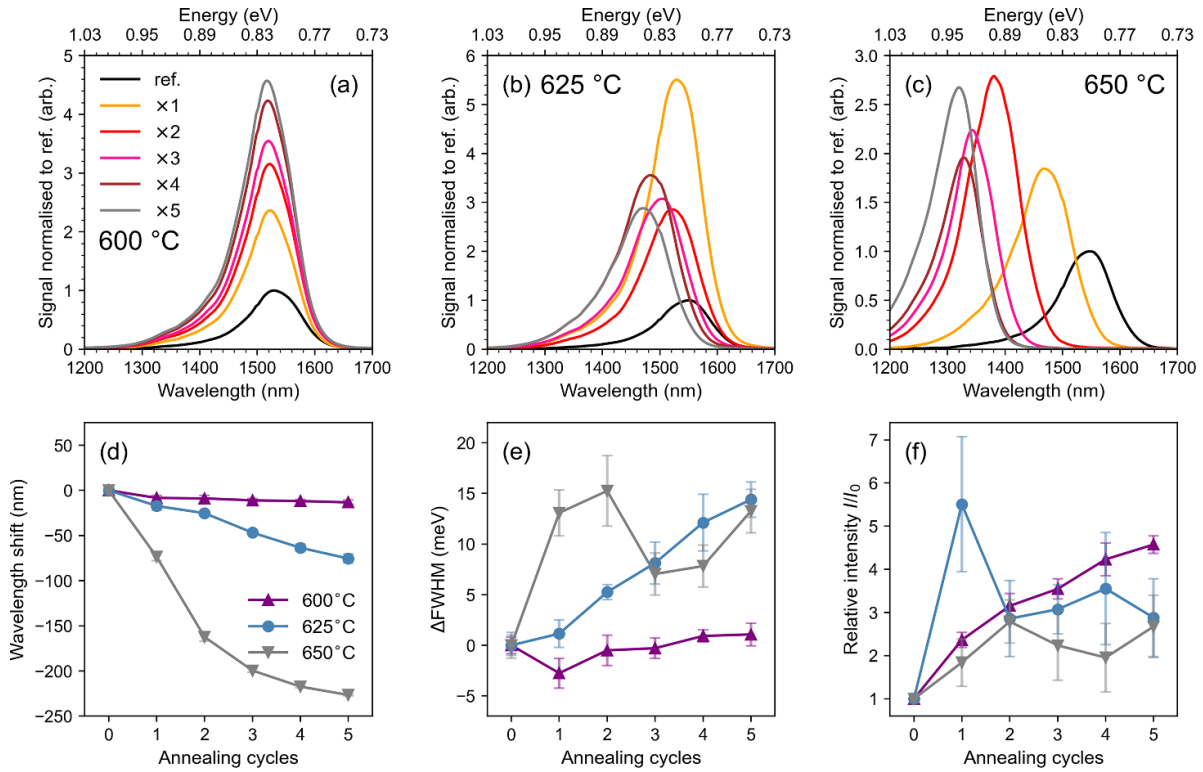 Energy (eV)
1.03 0.95 0.89 0.83 0.77 0.73
Signal normalised to ref. (arb.)
5
4
3
2
1
0
(a)
ref.
×1
×2
×3
×4
×5
600 °C
1200 1300 1400 1500 1600 1700
Wavelength (nm)
Energy (eV)
1.03 0.95 0.89 0.83 0.77 0.73
Signal normalised to ref. (arb.)
6
5
4
3
2
1
0
(b) 625 °C
1200 1300 1400 1500 1600 1700
Wavelength (nm)
Energy (eV)
1.03 0.95 0.89 0.83 0.77 0.73
Signal normalised to ref. (arb.)
3.0
2.5
2.0
1.5
1.0
0.5
0.0
(c) 650 °C
1200 1300 1400 1500 1600 1700
Wavelength (nm)
Wavelength shift (nm)
50
0
−50
−100
−150
−200
−250
(d)
600°C
625°C
650°C
0 1 2 3 4 5
Annealing cycles
ΔFWHM (meV)
20
15
10
5
0
−5
(e)
0 1 2 3 4 5
Annealing cycles
Relative intensity I/I₀
7
6
5
4
3
2
1
(f)
0 1 2 3 4 5
Annealing cycles